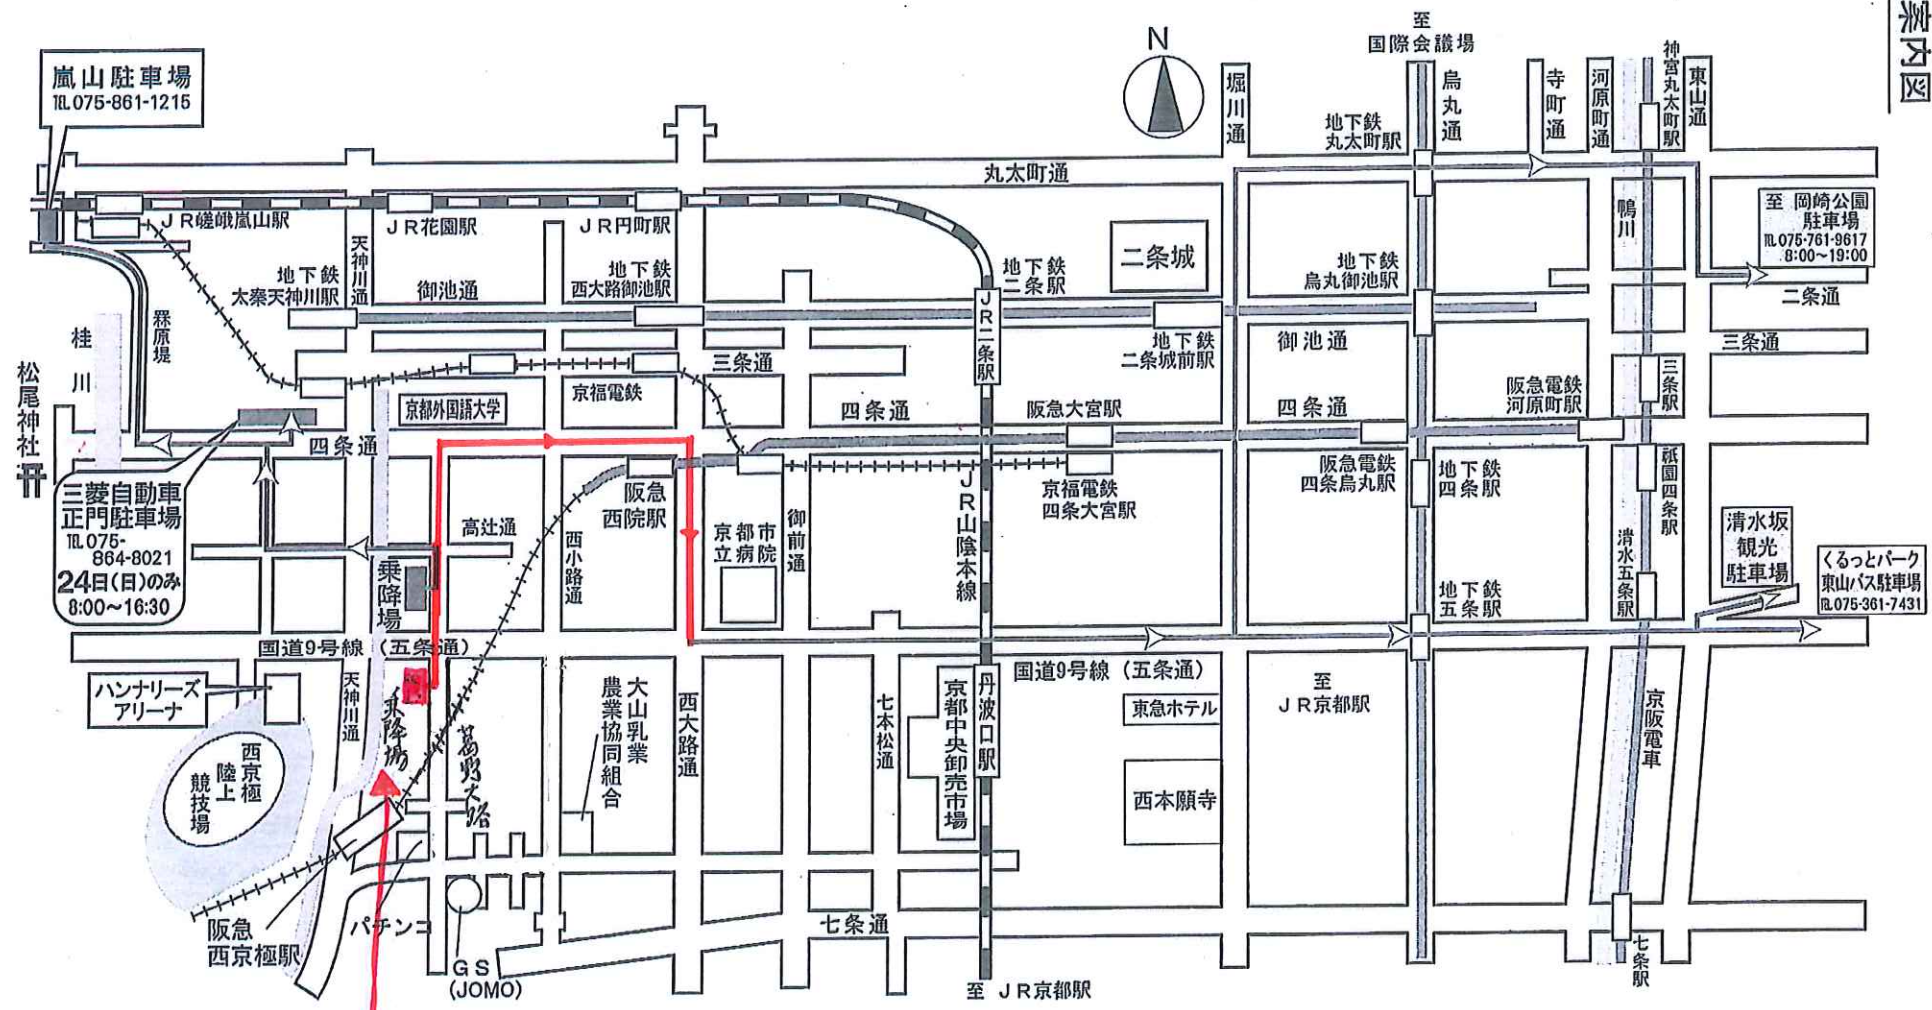 案内図
嵐山駐車場
℡075-861-1215
N
至
国際会議場
堀川通
烏丸通
寺町通
河原町通
神宮丸太町駅
東山通
地下鉄
丸太町駅
丸太町通
JR嵯峨嵐山駅
JR花園駅
JR円町駅
天神川通
地下鉄
太秦天神川駅
御池通
地下鉄
西大路御池駅
地下鉄
二条駅
JR二条駅
二条城
地下鉄
二条城前駅
地下鉄
烏丸御池駅
御池通
鴨川
至 岡崎公園
駐車場
℡075-761-9617
8:00～19:00
二条通
三条通
三条駅
桂川
罧原堤
松尾神社
三条通
京福電鉄
京都外国語大学
四条通
四条通
阪急大宮駅
四条通
阪急電鉄
河原町駅
三菱自動車
正門駐車場
℡075-
864-8021
24日(日)のみ
8:00～16:30
高辻通
乗降場
西小路通
阪急
西院駅
京都市
立病院
御前通
JR山陰本線
京福電鉄
四条大宮駅
阪急電鉄
四条烏丸駅
地下鉄
四条駅
祇園四条駅
清水五条駅
地下鉄
五条駅
清水坂
観光
駐車場
くるっとパーク
東山バス駐車場
℡075-361-7431
国道9号線（五条通）
国道9号線（五条通）
ハンナリーズ
アリーナ
天神川通
乗降場
葛野大路
西京極
陸上
競技場
大山乳業
農業協同組合
西大路通
七本松通
京都中央卸売市場
丹波口駅
東急ホテル
西本願寺
至
JR京都駅
京阪電車
阪急
西京極駅
パチンコ
GS
(JOMO)
七条通
至 JR京都駅
七条駅